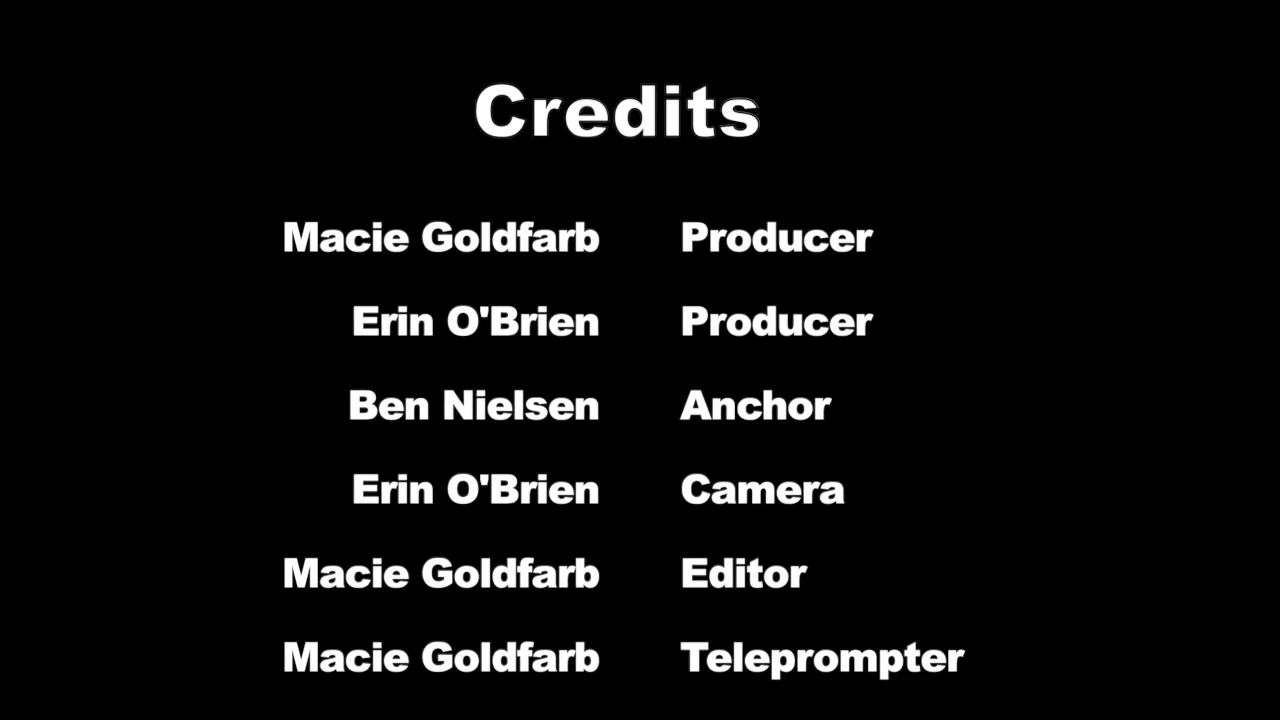 Credits
Macie Goldfarb Producer
Erin O'Brien Producer
Ben Nielsen Anchor
Erin O'Brien Camera
Macie Goldfarb Editor
Macie Goldfarb Teleprompter